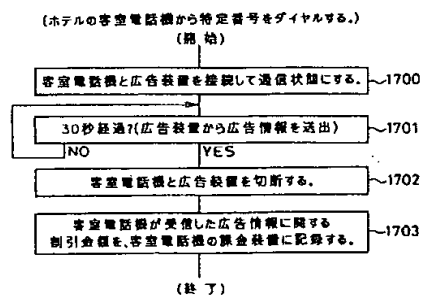 (ホテルの客室電話機から特定番号をダイヤルする。)
(開始)
客室電話機と広告装置を接続して通信状態にする。
1700
30秒経過?(広告装置から広告情報を送出)
1701
NO
YES
客室電話機と広告装置を切断する。
1702
客室電話機が受信した広告情報に関する
割引金額を、客室電話機の課金装置に記録する。
1703
(終了)